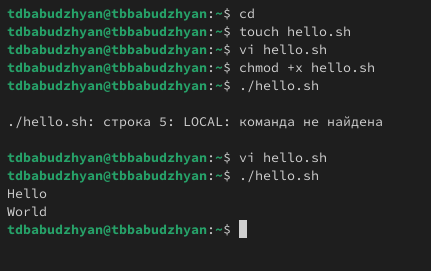 tdbabudzhyan@tbbabudzhyan:~$ cd
tdbabudzhyan@tbbabudzhyan:~$ touch hello.sh
tdbabudzhyan@tbbabudzhyan:~$ vi hello.sh
tdbabudzhyan@tbbabudzhyan:~$ chmod +x hello.sh
tdbabudzhyan@tbbabudzhyan:~$ ./hello.sh
./hello.sh: строка 5: LOCAL: команда не найдена
tdbabudzhyan@tbbabudzhyan:~$ vi hello.sh
tdbabudzhyan@tbbabudzhyan:~$ ./hello.sh
Hello
World
tdbabudzhyan@tbbabudzhyan:~$